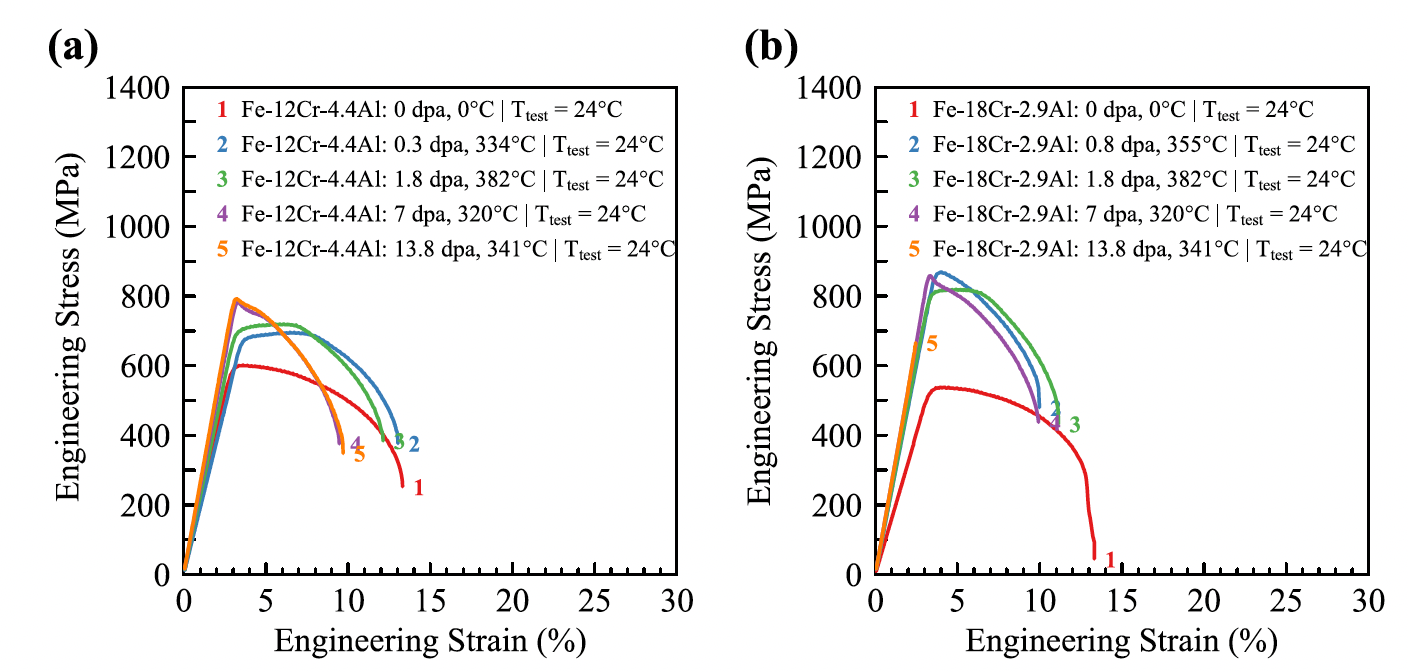 (a)
1400
1200
1000
800
600
400
200
0
Engineering Stress (MPa)
1 Fe-12Cr-4.4Al: 0 dpa, 0°C | Ttest = 24°C
2 Fe-12Cr-4.4Al: 0.3 dpa, 334°C | Ttest = 24°C
3 Fe-12Cr-4.4Al: 1.8 dpa, 382°C | Ttest = 24°C
4 Fe-12Cr-4.4Al: 7 dpa, 320°C | Ttest = 24°C
5 Fe-12Cr-4.4Al: 13.8 dpa, 341°C | Ttest = 24°C
4
5
3
2
1
0 5 10 15 20 25 30
Engineering Strain (%)
(b)
1400
1200
1000
800
600
400
200
0
Engineering Stress (MPa)
1 Fe-18Cr-2.9Al: 0 dpa, 0°C | Ttest = 24°C
2 Fe-18Cr-2.9Al: 0.8 dpa, 355°C | Ttest = 24°C
3 Fe-18Cr-2.9Al: 1.8 dpa, 382°C | Ttest = 24°C
4 Fe-18Cr-2.9Al: 7 dpa, 320°C | Ttest = 24°C
5 Fe-18Cr-2.9Al: 13.8 dpa, 341°C | Ttest = 24°C
5
2
4
3
1
0 5 10 15 20 25 30
Engineering Strain (%)